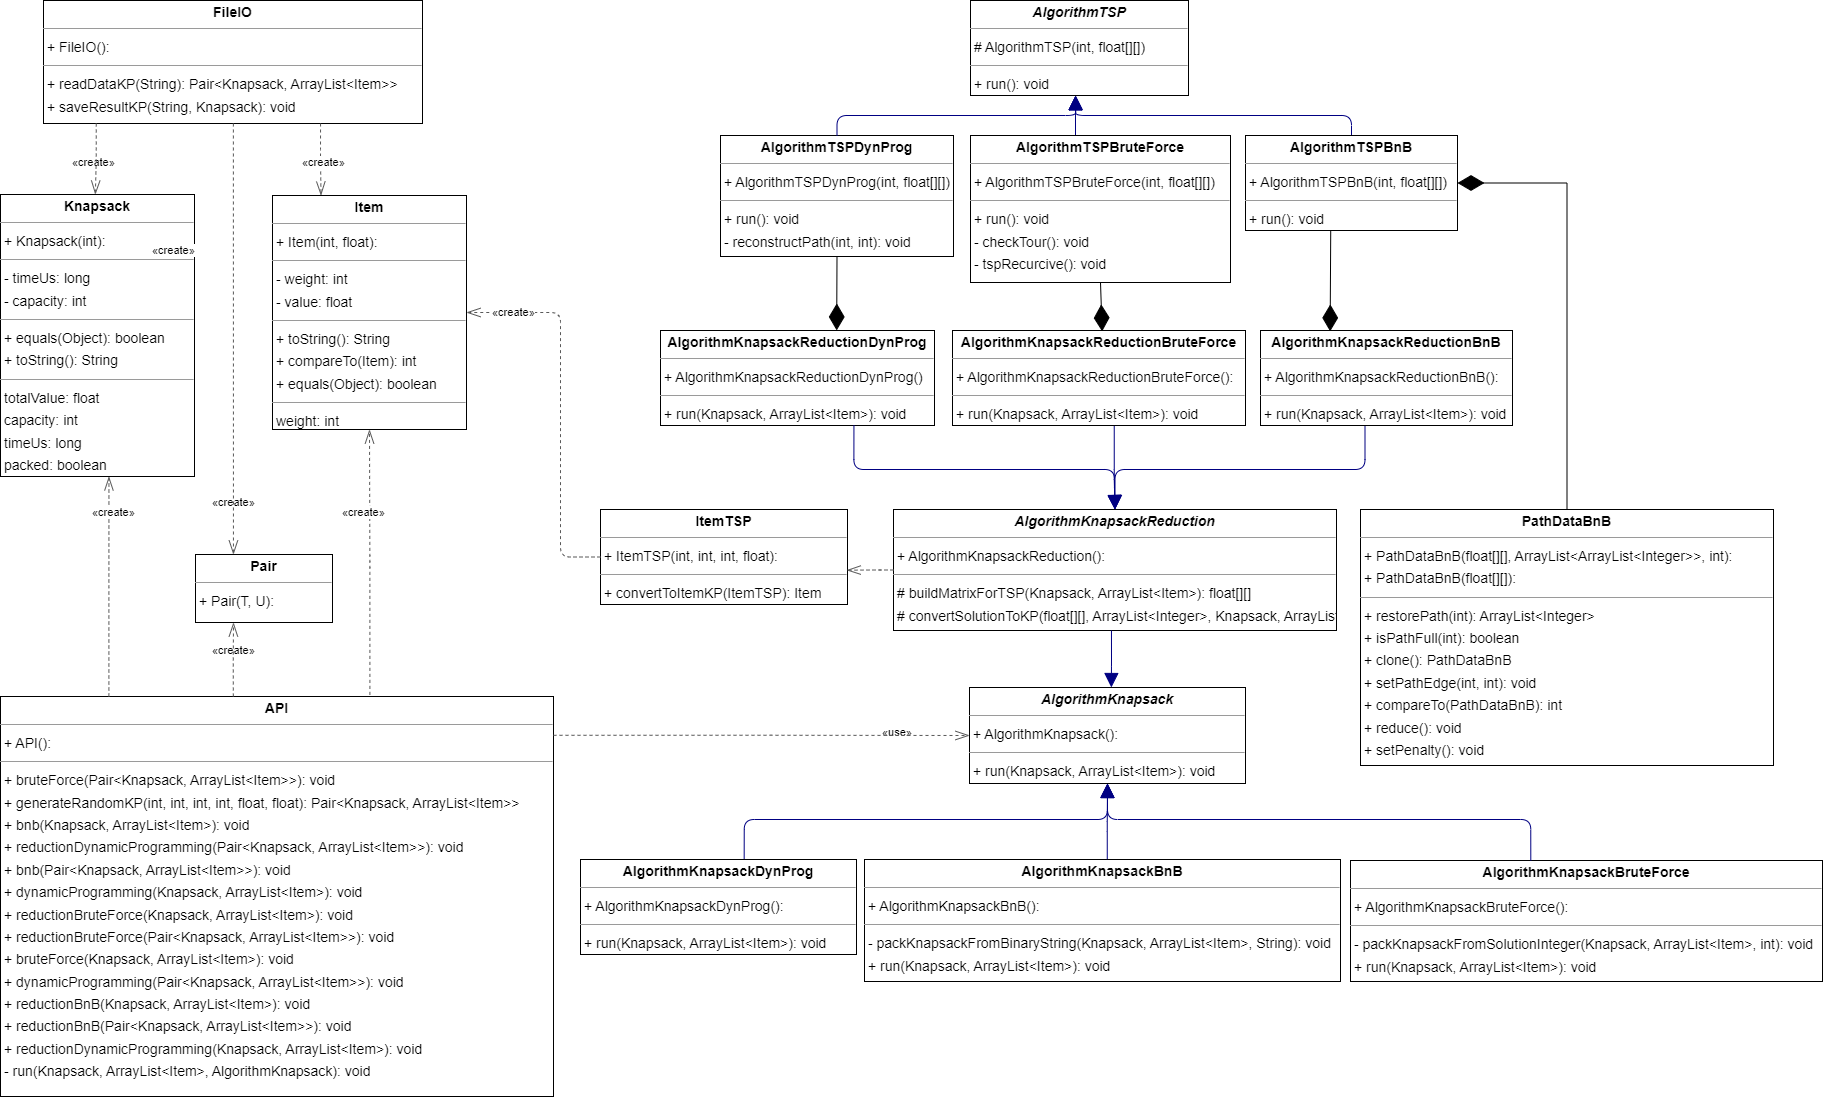 FileIO
+ FileIO():
+ readDataKP(String): Pair<Knapsack, ArrayList<Item>>
+ saveResultKP(String, Knapsack): void
«create»
«create»
Knapsack
+ Knapsack(int):
«create»
- timeUs: long
- capacity: int
+ equals(Object): boolean
+ toString(): String
totalValue: float
capacity: int
timeUs: long
packed: boolean
Item
+ Item(int, float):
- weight: int
- value: float
+ toString(): String
+ compareTo(Item): int
+ equals(Object): boolean
weight: int
«create»
«create»
«create»
«create»
Pair
+ Pair(T, U):
«create»
API
+ API():
+ bruteForce(Pair<Knapsack, ArrayList<Item>>): void
+ generateRandomKP(int, int, int, int, float, float): Pair<Knapsack, ArrayList<Item>>
+ bnb(Knapsack, ArrayList<Item>): void
+ reductionDynamicProgramming(Pair<Knapsack, ArrayList<Item>>): void
+ bnb(Pair<Knapsack, ArrayList<Item>>): void
+ dynamicProgramming(Knapsack, ArrayList<Item>): void
+ reductionBruteForce(Knapsack, ArrayList<Item>): void
+ reductionBruteForce(Pair<Knapsack, ArrayList<Item>>): void
+ bruteForce(Knapsack, ArrayList<Item>): void
+ dynamicProgramming(Pair<Knapsack, ArrayList<Item>>): void
+ reductionBnB(Knapsack, ArrayList<Item>): void
+ reductionBnB(Pair<Knapsack, ArrayList<Item>>): void
+ reductionDynamicProgramming(Knapsack, ArrayList<Item>): void
- run(Knapsack, ArrayList<Item>, AlgorithmKnapsack): void
AlgorithmTSP
# AlgorithmTSP(int, float[][])
+ run(): void
AlgorithmTSPDynProg
+ AlgorithmTSPDynProg(int, float[][])
+ run(): void
- reconstructPath(int, int): void
AlgorithmTSPBruteForce
+ AlgorithmTSPBruteForce(int, float[][])
+ run(): void
- checkTour(): void
- tspRecurcive(): void
AlgorithmTSPBnB
+ AlgorithmTSPBnB(int, float[][])
+ run(): void
AlgorithmKnapsackReductionDynProg
+ AlgorithmKnapsackReductionDynProg()
+ run(Knapsack, ArrayList<Item>): void
AlgorithmKnapsackReductionBruteForce
+ AlgorithmKnapsackReductionBruteForce():
+ run(Knapsack, ArrayList<Item>): void
AlgorithmKnapsackReductionBnB
+ AlgorithmKnapsackReductionBnB():
+ run(Knapsack, ArrayList<Item>): void
ItemTSP
+ ItemTSP(int, int, int, float):
+ convertToItemKP(ItemTSP): Item
AlgorithmKnapsackReduction
+ AlgorithmKnapsackReduction():
# buildMatrixForTSP(Knapsack, ArrayList<Item>): float[][]
# convertSolutionToKP(float[][], ArrayList<Integer>, Knapsack, ArrayLis
PathDataBnB
+ PathDataBnB(float[][], ArrayList<ArrayList<Integer>>, int):
+ PathDataBnB(float[][]):
+ restorePath(int): ArrayList<Integer>
+ isPathFull(int): boolean
+ clone(): PathDataBnB
+ setPathEdge(int, int): void
+ compareTo(PathDataBnB): int
+ reduce(): void
+ setPenalty(): void
«use»
AlgorithmKnapsack
+ AlgorithmKnapsack():
+ run(Knapsack, ArrayList<Item>): void
AlgorithmKnapsackDynProg
+ AlgorithmKnapsackDynProg():
+ run(Knapsack, ArrayList<Item>): void
AlgorithmKnapsackBnB
+ AlgorithmKnapsackBnB():
- packKnapsackFromBinaryString(Knapsack, ArrayList<Item>, String): void
+ run(Knapsack, ArrayList<Item>): void
AlgorithmKnapsackBruteForce
+ AlgorithmKnapsackBruteForce():
- packKnapsackFromSolutionInteger(Knapsack, ArrayList<Item>, int): void
+ run(Knapsack, ArrayList<Item>): void